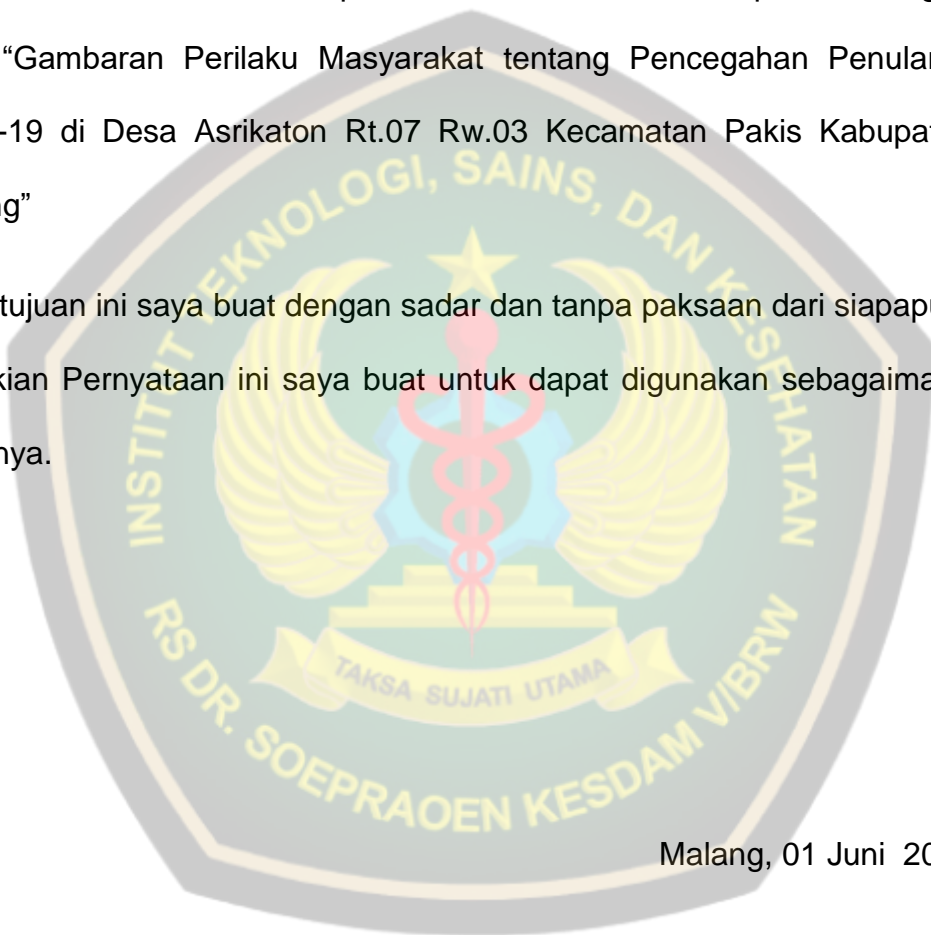 “Gambaran Perilaku Masyarakat tentang Pencegahan Penular
-19 di Desa Asrikaton Rt.07 Rw.03 Kecamatan Pakis Kabupat
ng”
tujuan ini saya buat dengan sadar dan tanpa paksaan dari siapapu
kian Pernyataan ini saya buat untuk dapat digunakan sebagaima
nya.
INSTITUT TEKNOLOGI, SAINS, DAN KESEHATAN
TAKSA SUJATI UTAMA
RS DR. SOEPRAOEN KESDAM V/BRW
Malang, 01 Juni 20